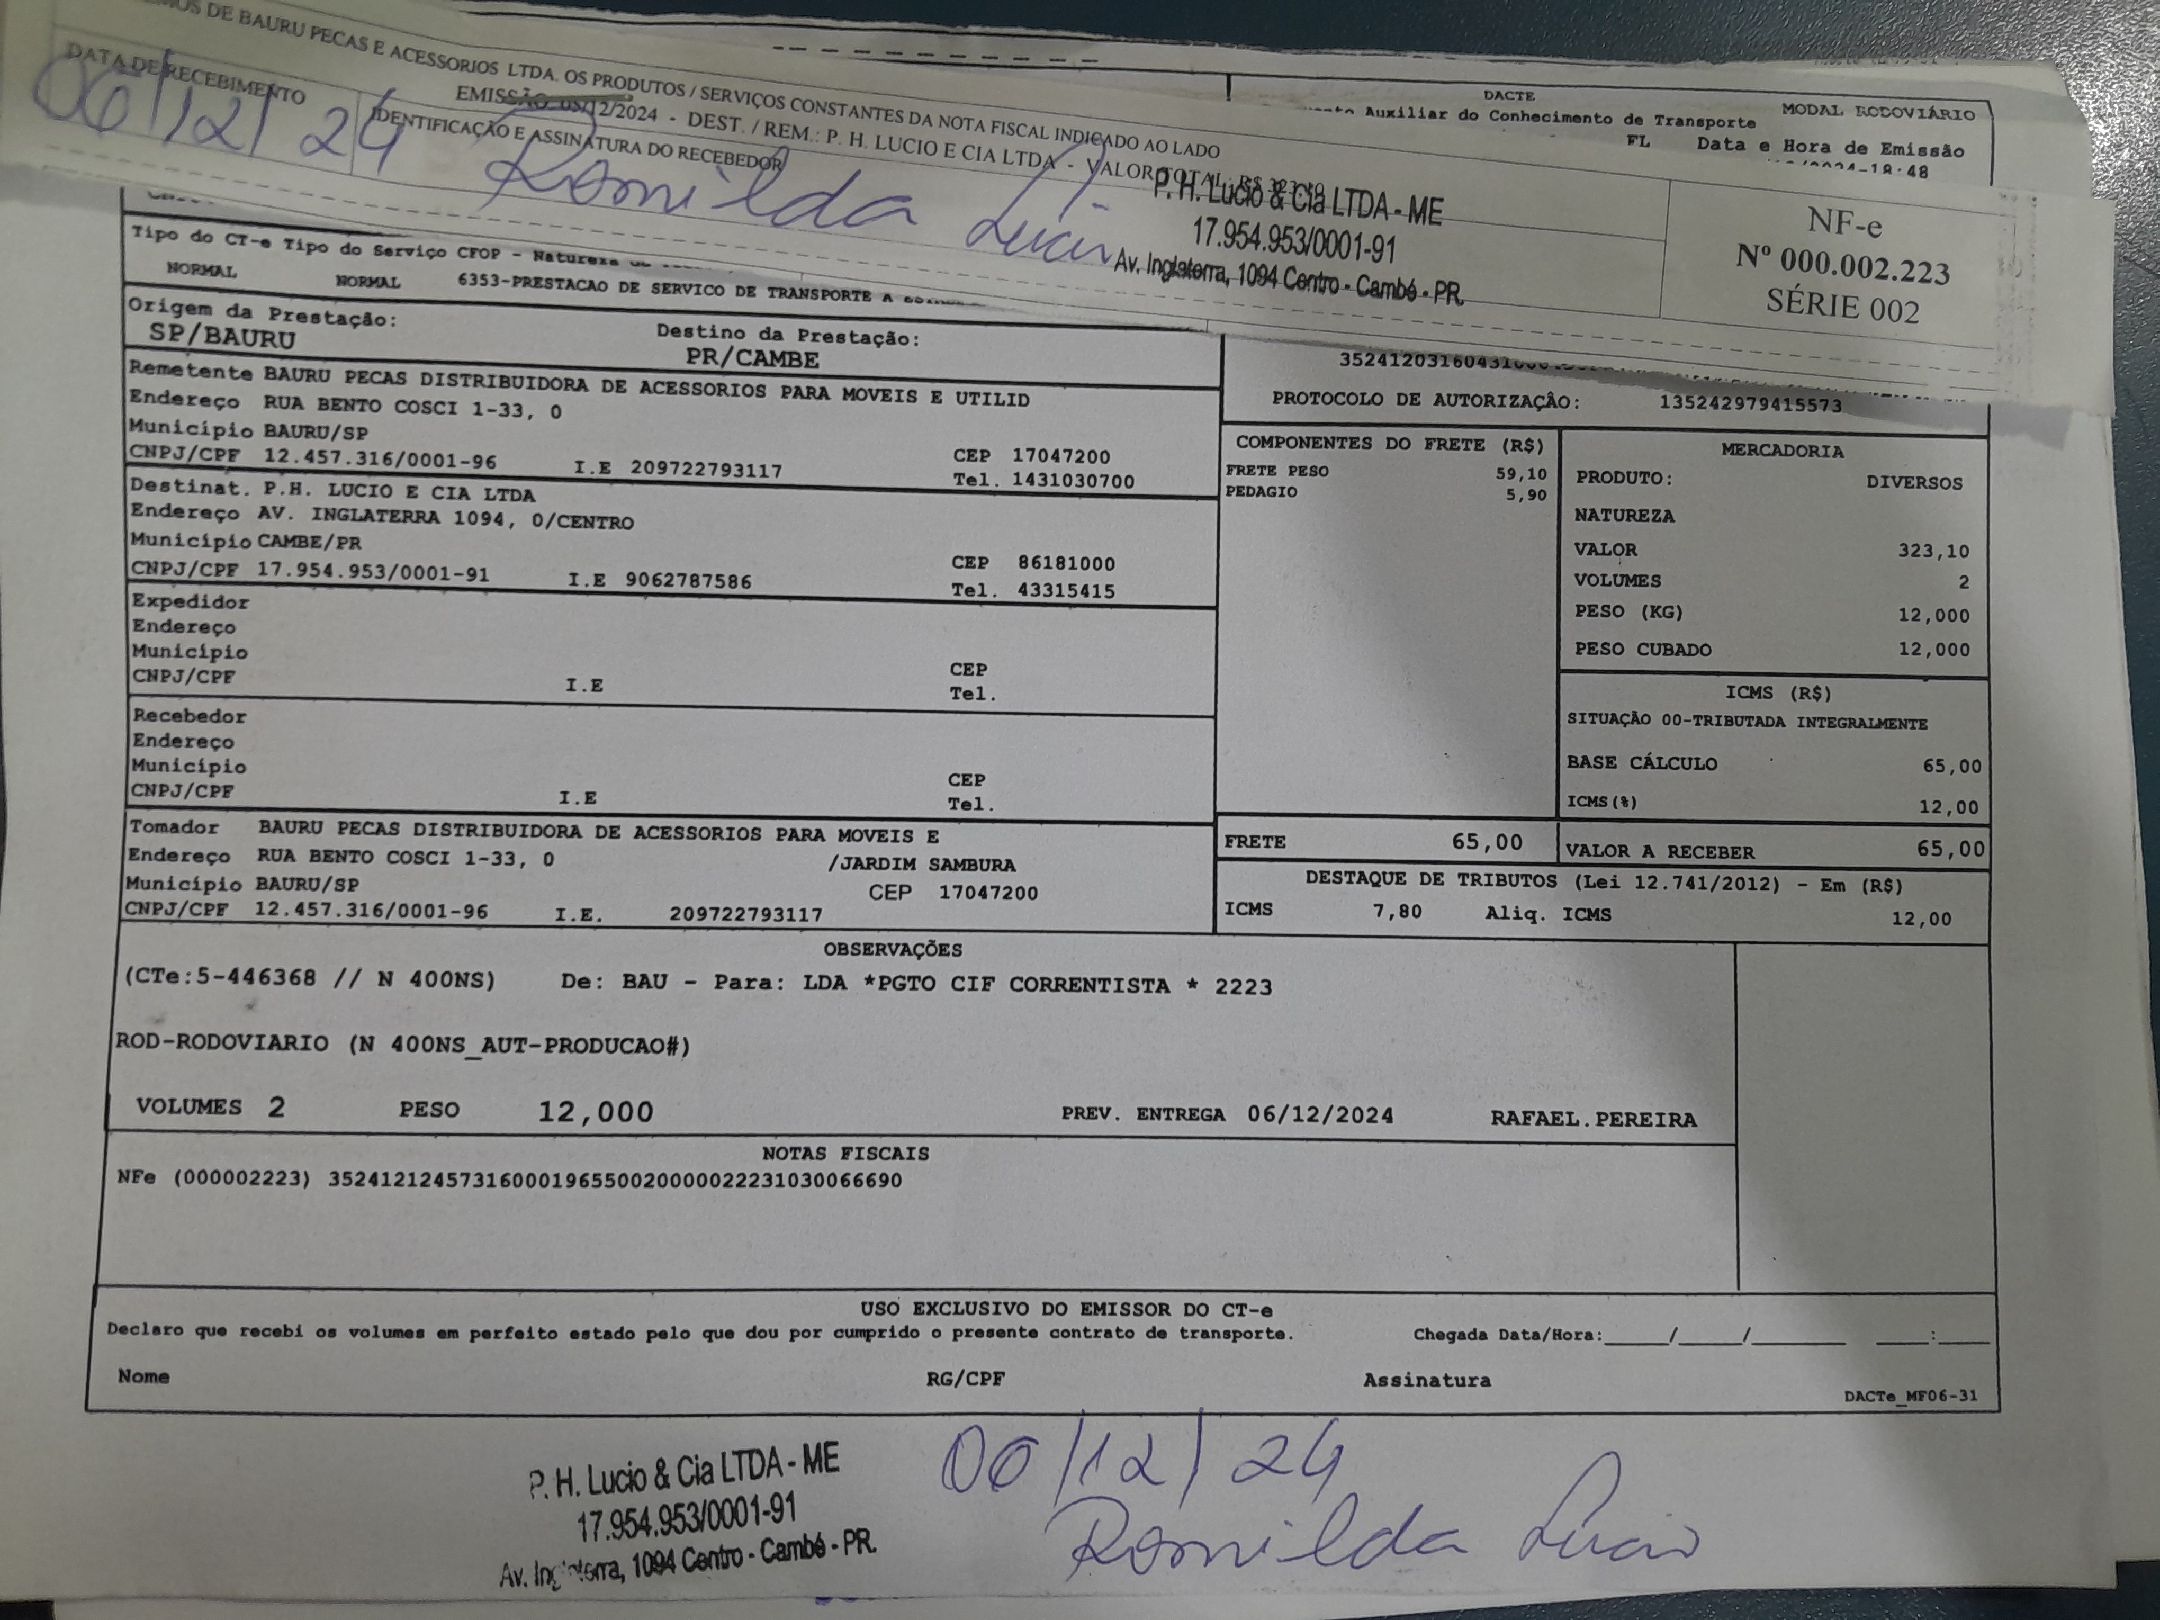 DE BAURU PECAS E ACESSORIOS LTDA. OS PRODUTOS / SERVIÇOS CONSTANTES DA NOTA FISCAL INDICADO AO LADO
EMISSÃO: 05/12/2024 - DEST. / REM.: P. H. LUCIO E CIA LTDA - VALOR TOTAL: R$ 323,10
DATA DE RECEBIMENTO
IDENTIFICAÇÃO E ASSINATURA DO RECEBEDOR
06/12/24 Romilda Lucio
P. H. Lucio & Cia LTDA - ME
17.954.953/0001-91
Av. Inglaterra, 1094 Centro - Cambé - PR.
NF-e
Nº 000.002.223
SÉRIE 002
DACTE
Auxiliar do Conhecimento de Transporte
MODAL RODOVIÁRIO
FL Data e Hora de Emissão
18:48
Tipo do CT-e Tipo do Serviço CFOP - Natureza
NORMAL NORMAL 6353-PRESTACAO DE SERVICO DE TRANSPORTE A
Origem da Prestação: Destino da Prestação:
SP/BAURU PR/CAMBE
PROTOCOLO DE AUTORIZAÇÃO: 135242979415573
Remetente BAURU PECAS DISTRIBUIDORA DE ACESSORIOS PARA MOVEIS E UTILID
Endereço RUA BENTO COSCI 1-33, 0
Município BAURU/SP CEP 17047200
CNPJ/CPF 12.457.316/0001-96 I.E 209722793117 Tel. 1431030700
Destinat. P.H. LUCIO E CIA LTDA
Endereço AV. INGLATERRA 1094, 0/CENTRO
Município CAMBE/PR CEP 86181000
CNPJ/CPF 17.954.953/0001-91 I.E 9062787586 Tel. 43315415
Expedidor
Endereço
Município CEP
CNPJ/CPF I.E Tel.
Recebedor
Endereço
Município CEP
CNPJ/CPF I.E Tel.
Tomador BAURU PECAS DISTRIBUIDORA DE ACESSORIOS PARA MOVEIS E
Endereço RUA BENTO COSCI 1-33, 0 /JARDIM SAMBURA
Município BAURU/SP CEP 17047200
CNPJ/CPF 12.457.316/0001-96 I.E. 209722793117
COMPONENTES DO FRETE (R$)
FRETE PESO 59,10
PEDAGIO 5,90
MERCADORIA
PRODUTO: DIVERSOS
NATUREZA
VALOR 323,10
VOLUMES 2
PESO (KG) 12,000
PESO CUBADO 12,000
ICMS (R$)
SITUAÇÃO 00-TRIBUTADA INTEGRALMENTE
BASE CÁLCULO 65,00
ICMS(%) 12,00
FRETE 65,00 VALOR A RECEBER 65,00
DESTAQUE DE TRIBUTOS (Lei 12.741/2012) - Em (R$)
ICMS 7,80 Aliq. ICMS 12,00
OBSERVAÇÕES
(CTe:5-446368 // N 400NS) De: BAU - Para: LDA *PGTO CIF CORRENTISTA * 2223
ROD-RODOVIARIO (N 400NS_AUT-PRODUCAO#)
VOLUMES 2 PESO 12,000 PREV. ENTREGA 06/12/2024 RAFAEL.PEREIRA
NOTAS FISCAIS
NFe (000002223) 35241212457316000196550020000022231030066690
USO EXCLUSIVO DO EMISSOR DO CT-e
Declaro que recebi os volumes em perfeito estado pelo que dou por cumprido o presente contrato de transporte. Chegada Data/Hora:_____/_____/________ ____:____
Nome RG/CPF Assinatura
DACTe_MF06-31
P. H. Lucio & Cia LTDA - ME
17.954.953/0001-91
Av. Inglaterra, 1094 Centro - Cambé - PR.
06/12/24
Romilda Lucio